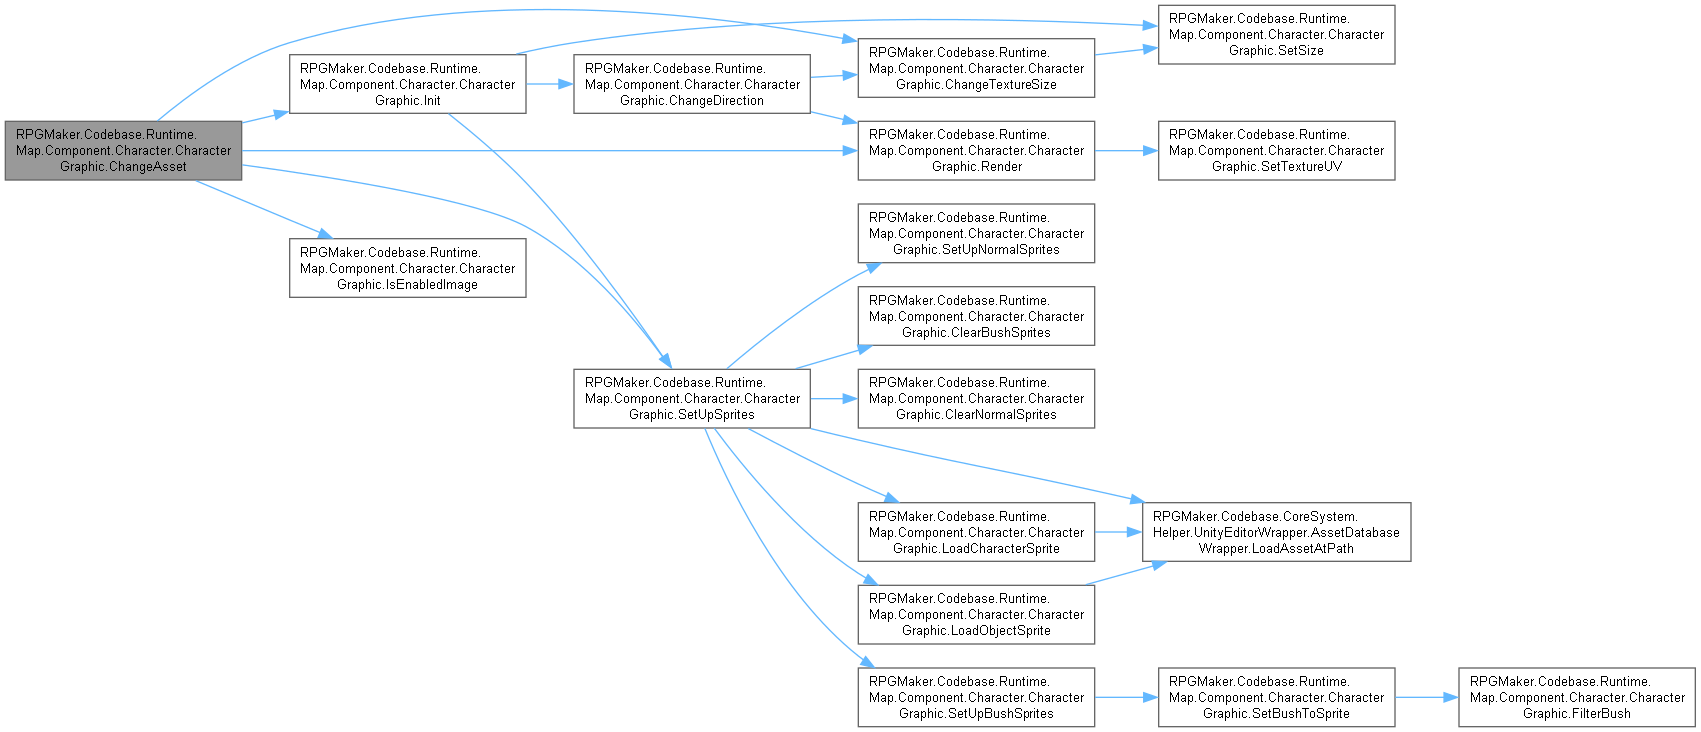 RPGMaker.Codebase.Runtime.
Map.Component.Character.Character
Graphic.ChangeAsset
RPGMaker.Codebase.Runtime.
Map.Component.Character.Character
Graphic.Init
RPGMaker.Codebase.Runtime.
Map.Component.Character.Character
Graphic.IsEnabledImage
RPGMaker.Codebase.Runtime.
Map.Component.Character.Character
Graphic.ChangeDirection
RPGMaker.Codebase.Runtime.
Map.Component.Character.Character
Graphic.SetUpSprites
RPGMaker.Codebase.Runtime.
Map.Component.Character.Character
Graphic.ChangeTextureSize
RPGMaker.Codebase.Runtime.
Map.Component.Character.Character
Graphic.Render
RPGMaker.Codebase.Runtime.
Map.Component.Character.Character
Graphic.SetUpNormalSprites
RPGMaker.Codebase.Runtime.
Map.Component.Character.Character
Graphic.ClearBushSprites
RPGMaker.Codebase.Runtime.
Map.Component.Character.Character
Graphic.ClearNormalSprites
RPGMaker.Codebase.Runtime.
Map.Component.Character.Character
Graphic.LoadCharacterSprite
RPGMaker.Codebase.Runtime.
Map.Component.Character.Character
Graphic.LoadObjectSprite
RPGMaker.Codebase.Runtime.
Map.Component.Character.Character
Graphic.SetUpBushSprites
RPGMaker.Codebase.Runtime.
Map.Component.Character.Character
Graphic.SetSize
RPGMaker.Codebase.Runtime.
Map.Component.Character.Character
Graphic.SetTextureUV
RPGMaker.Codebase.CoreSystem.
Helper.UnityEditorWrapper.AssetDatabase
Wrapper.LoadAssetAtPath
RPGMaker.Codebase.Runtime.
Map.Component.Character.Character
Graphic.SetBushToSprite
RPGMaker.Codebase.Runtime.
Map.Component.Character.Character
Graphic.FilterBush